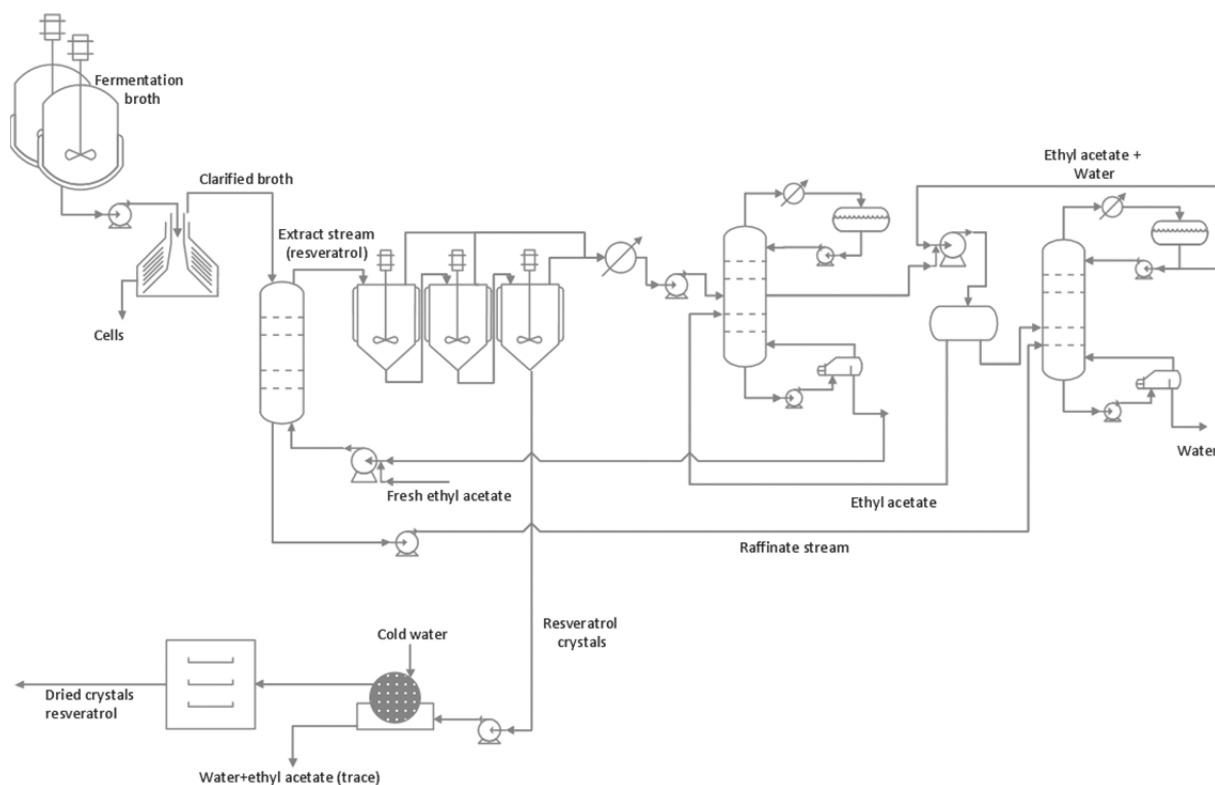 Fermentation
broth
Clarified broth
Cells
Extract stream
(resveratrol)
Ethyl acetate +
Water
Water
Fresh ethyl acetate
Ethyl acetate
Raffinate stream
Resveratrol
crystals
Cold water
Dried crystals
resveratrol
Water+ethyl acetate (trace)